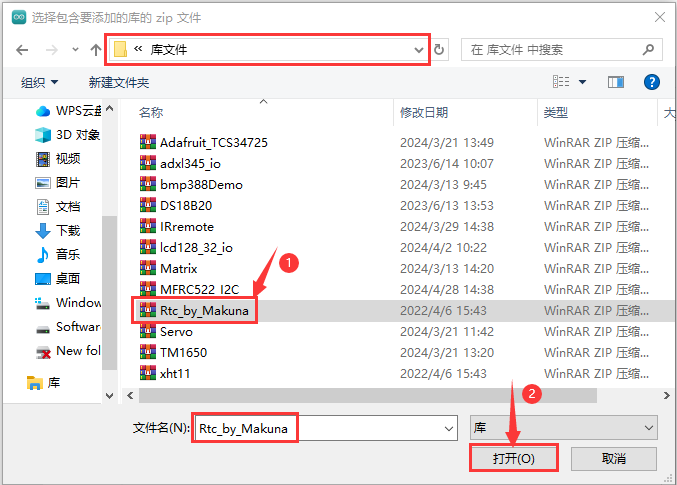 选择包含要添加的库的 zip 文件
« 库文件
在 库文件 中搜索
组织
新建文件夹
?
名称 修改日期 类型 大
WPS云盘
3D 对象
视频
图片
文档
下载
音乐
桌面
Window
Software
New fol
库
Adafruit_TCS34725 2024/3/21 13:49 WinRAR ZIP 压缩...
adxl345_io 2023/6/14 10:07 WinRAR ZIP 压缩...
bmp388Demo 2024/3/13 9:45 WinRAR ZIP 压缩...
DS18B20 2023/6/13 13:53 WinRAR ZIP 压缩...
IRremote 2024/3/29 14:38 WinRAR ZIP 压缩...
lcd128_32_io 2024/4/2 10:22 WinRAR ZIP 压缩...
Matrix 2024/3/13 14:20 WinRAR ZIP 压缩...
MFRC522_I2C 2024/4/28 14:38 WinRAR ZIP 压缩...
Rtc_by_Makuna 2022/4/6 15:43 WinRAR ZIP 压缩...
Servo 2024/3/21 11:42 WinRAR ZIP 压缩...
TM1650 2024/3/21 13:20 WinRAR ZIP 压缩...
xht11 2022/4/6 15:43 WinRAR ZIP 压缩...
1
2
文件名(N): Rtc_by_Makuna 库
打开(O) 取消